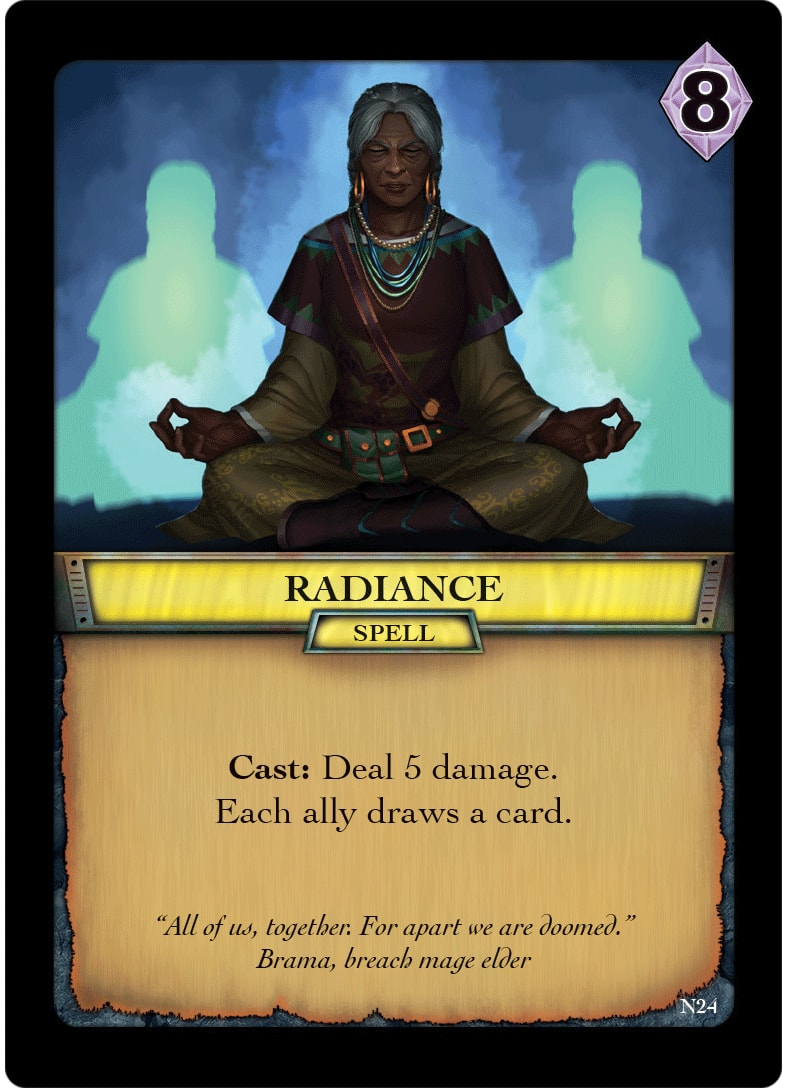 8
RADIANCE
SPELL
Cast: Deal 5 damage.
Each ally draws a card.
“All of us, together. For apart we are doomed.”
Brama, breach mage elder
N24